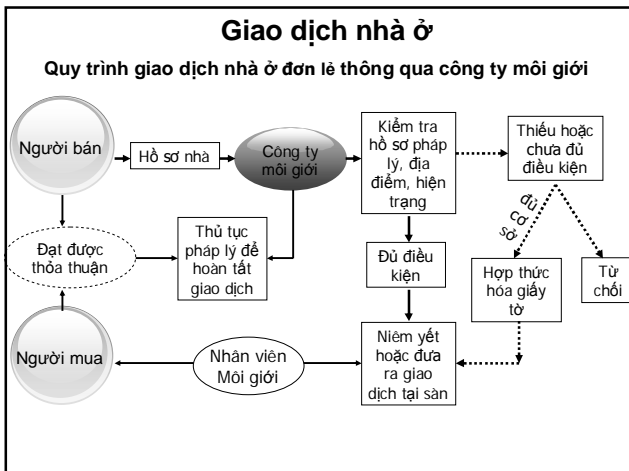 Giao dịch nhà ở
Quy trình giao dịch nhà ở đơn lẻ thông qua công ty môi giới
Người bán
Hồ sơ nhà
Công ty
môi giới
Kiểm tra
hồ sơ pháp
lý, địa
điểm, hiện
trạng
Thiếu hoặc
chưa đủ
điều kiện
đủ
cơ
sở
Đạt được
thỏa thuận
Thủ tục
pháp lý để
hoàn tất
giao dịch
Đủ điều
kiện
Hợp thức
hóa giấy
tờ
Từ
chối
Người mua
Nhân viên
Môi giới
Niêm yết
hoặc đưa
ra giao
dịch tại sàn